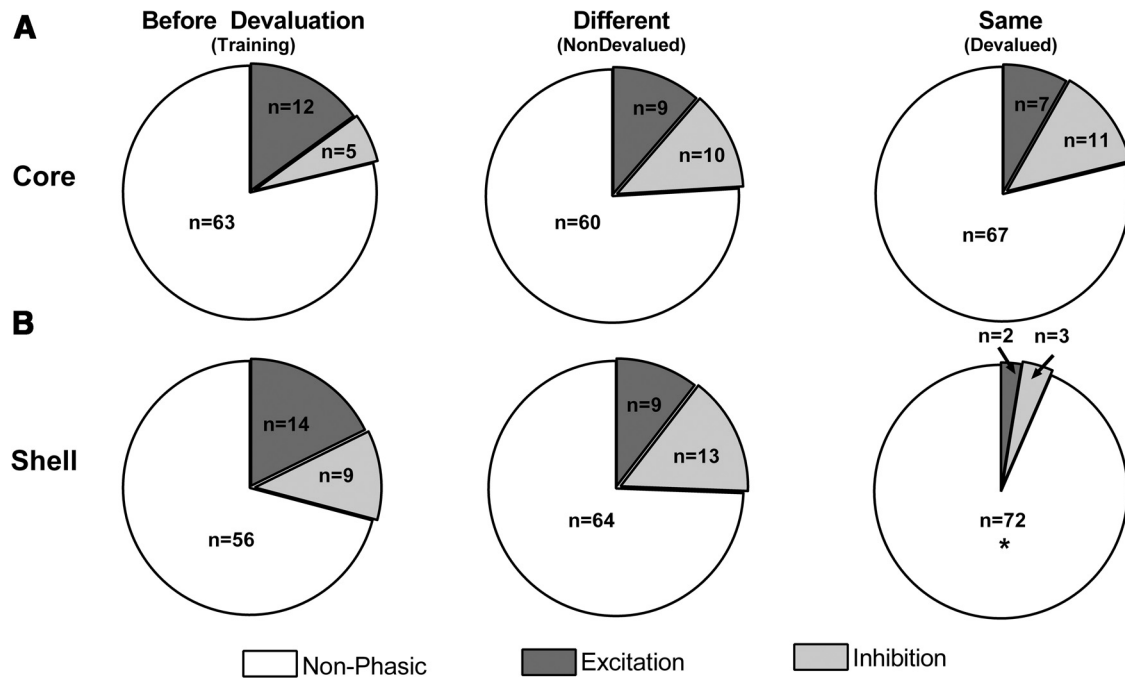 A
Before Devaluation
(Training)
Different
(NonDevalued)
Same
(Devalued)
Core
n=12
n=5
n=63
n=9
n=10
n=60
n=7
n=11
n=67
B
Shell
n=14
n=9
n=56
n=9
n=13
n=64
n=2
n=3
n=72
*
Non-Phasic
Excitation
Inhibition